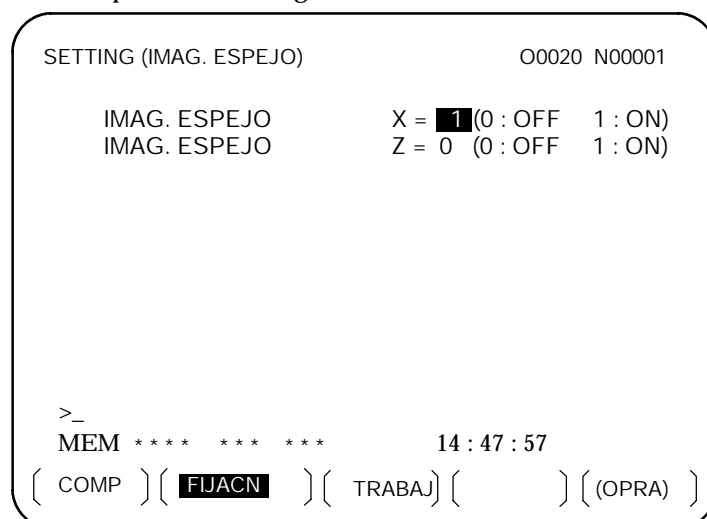 SETTING (IMAG. ESPEJO) O0020 N00001
IMAG. ESPEJO X = 1 (0 : OFF 1 : ON)
IMAG. ESPEJO Z = 0 (0 : OFF 1 : ON)
>_
MEM **** *** *** 14 : 47 : 57
[ COMP ] [ FIJACN ] [ TRABAJ ] [ ] [ (OPRA) ]